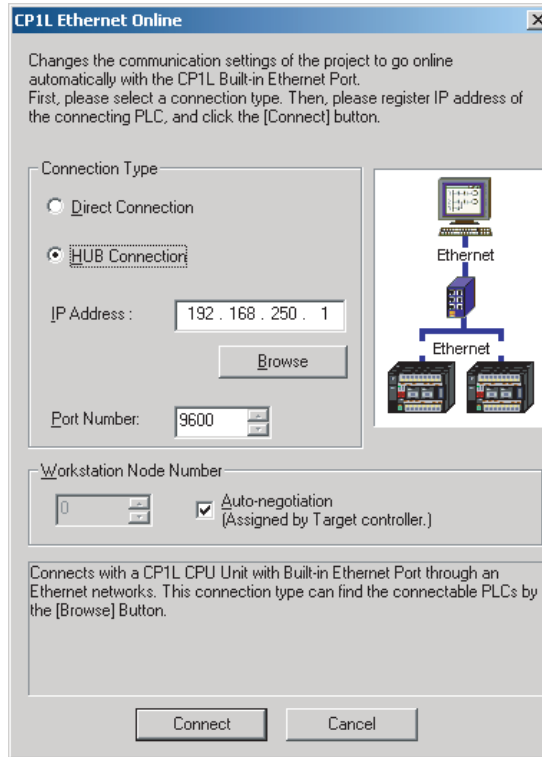 CP1L Ethernet Online
Changes the communication settings of the project to go online
automatically with the CP1L Built-in Ethernet Port.
First, please select a connection type. Then, please register IP address of
the connecting PLC, and click the [Connect] button.
Connection Type
Direct Connection
HUB Connection
IP Address :
192 . 168 . 250 . 1
Browse
Port Number:
9600
Ethernet
Ethernet
Workstation Node Number
0
Auto-negotiation
(Assigned by Target controller.)
Connects with a CP1L CPU Unit with Built-in Ethernet Port through an
Ethernet networks. This connection type can find the connectable PLCs by
the [Browse] Button.
Connect
Cancel